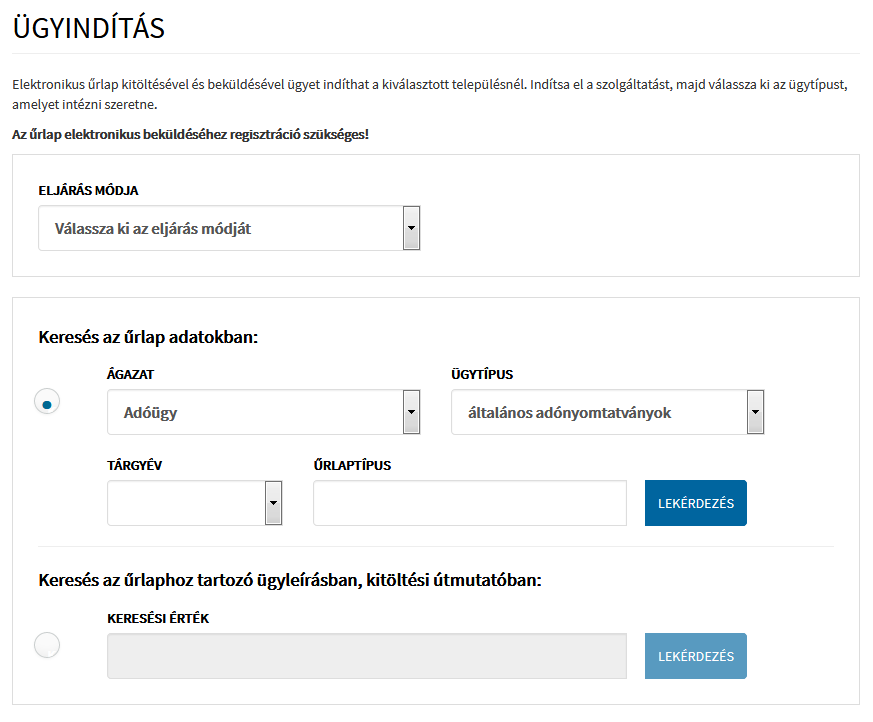 ÜGYINDÍTÁS
Elektronikus űrlap kitöltésével és beküldésével ügyet indíthat a kiválasztott településnél. Indítsa el a szolgáltatást, majd válassza ki az ügytípust,
amelyet intézni szeretne.
Az űrlap elektronikus beküldéséhez regisztráció szükséges!
ELJÁRÁS MÓDJA
Válassza ki az eljárás módját
Keresés az űrlap adatokban:
ÁGAZAT ÜGYTÍPUS
Adóügy általános adónyomtatványok
TÁRGYÉV ŰRLAPTÍPUS
LEKÉRDEZÉS
Keresés az űrlaphoz tartozó ügyleírásban, kitöltési útmutatóban:
KERESÉSI ÉRTÉK
LEKÉRDEZÉS